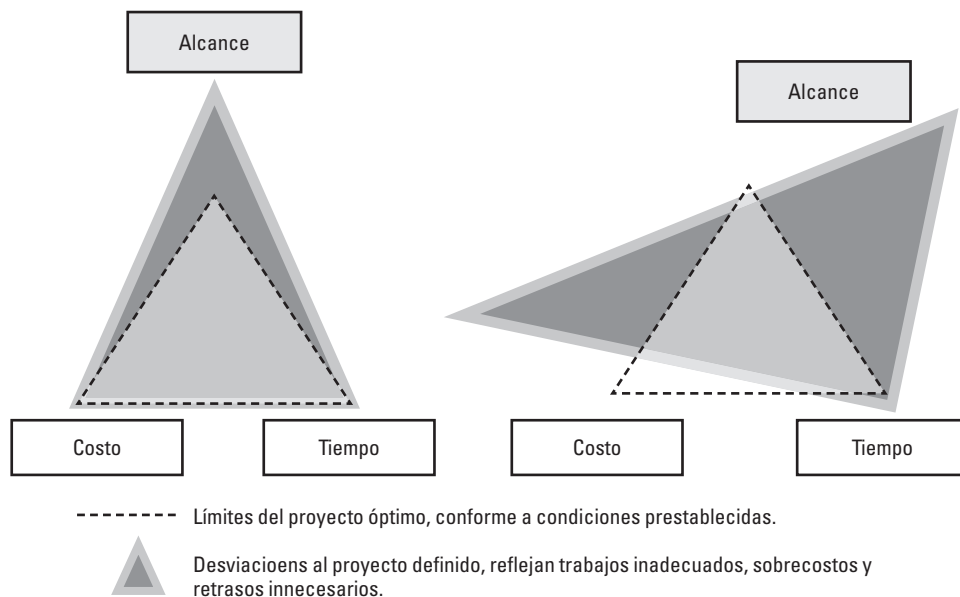 Alcance
Alcance
Costo
Tiempo
Costo
Tiempo
Límites del proyecto óptimo, conforme a condiciones prestablecidas.
Desviacioens al proyecto definido, reflejan trabajos inadecuados, sobrecostos y
retrasos innecesarios.